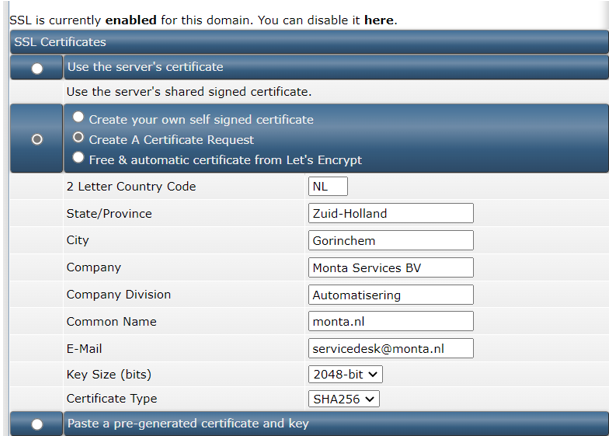 SSL is currently enabled for this domain. You can disable it here.
SSL Certificates
Use the server's certificate
Use the server's shared signed certificate.
Create your own self signed certificate
Create A Certificate Request
Free & automatic certificate from Let's Encrypt
2 Letter Country Code NL
State/Province Zuid-Holland
City Gorinchem
Company Monta Services BV
Company Division Automatisering
Common Name monta.nl
E-Mail servicedesk@monta.nl
Key Size (bits) 2048-bit
Certificate Type SHA256
Paste a pre-generated certificate and key